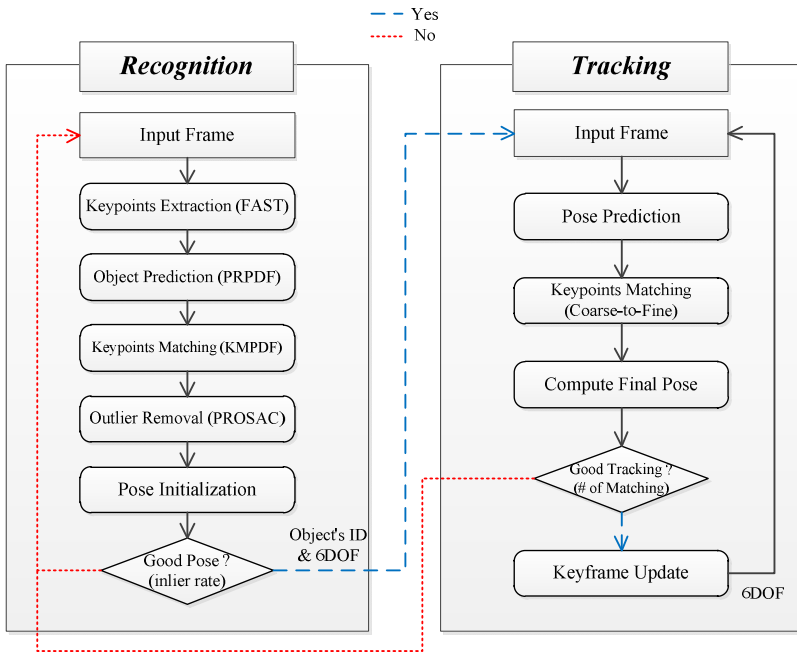 Yes
No
Recognition
Input Frame
Keypoints Extraction (FAST)
Object Prediction (PRPDF)
Keypoints Matching (KMPDF)
Outlier Removal (PROSAC)
Pose Initialization
Good Pose ?
(inlier rate)
Object's ID
& 6DOF
Tracking
Input Frame
Pose Prediction
Keypoints Matching
(Coarse-to-Fine)
Compute Final Pose
Good Tracking ?
(# of Matching)
Keyframe Update
6DOF